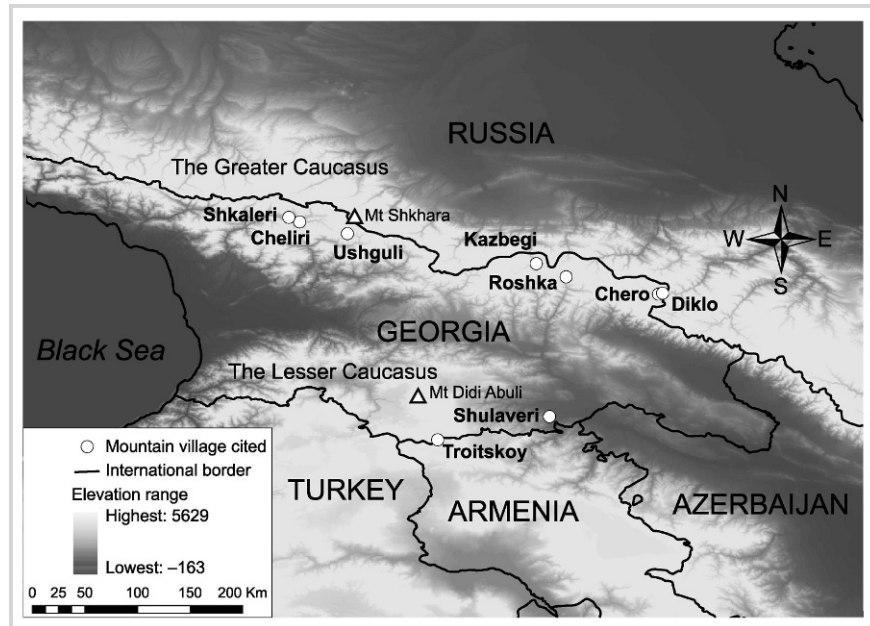 RUSSIA
The Greater Caucasus
N
Shkaleri
Mt Shkhara
Cheliri
Ushguli
Kazbegi
W
E
Roshka
S
Chero
Diklo
GEORGIA
Black Sea
The Lesser Caucasus
Mt Didi Abuli
Shulaveri
Troitskoy
Mountain village cited
International border
Elevation range
Highest: 5629
Lowest: –163
0 25 50 100 150 200 Km
TURKEY
ARMENIA
AZERBAIJAN